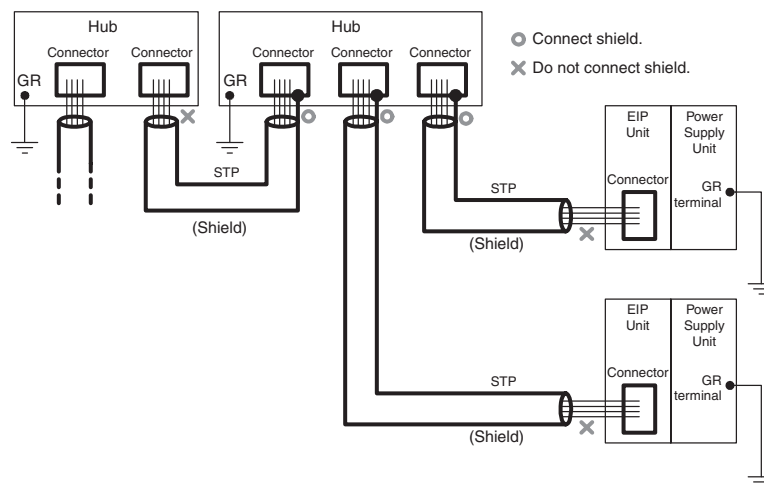 Hub
Hub
Connect shield.
Do not connect shield.
Connector
Connector
Connector
Connector
Connector
GR
GR
EIP
Unit
Power
Supply
Unit
STP
STP
Connector
GR
terminal
(Shield)
(Shield)
EIP
Unit
Power
Supply
Unit
STP
Connector
GR
terminal
(Shield)